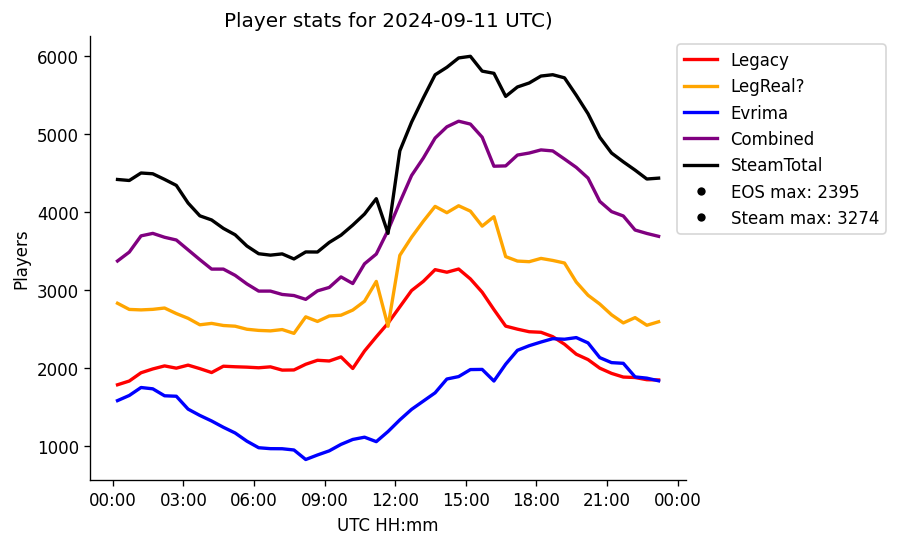 Player stats for 2024-09-11 UTC)
Legacy
LegReal?
Evrima
Combined
SteamTotal
EOS max: 2395
Steam max: 3274
Players
6000
5000
4000
3000
2000
1000
00:00 03:00 06:00 09:00 12:00 15:00 18:00 21:00 00:00
UTC HH:mm